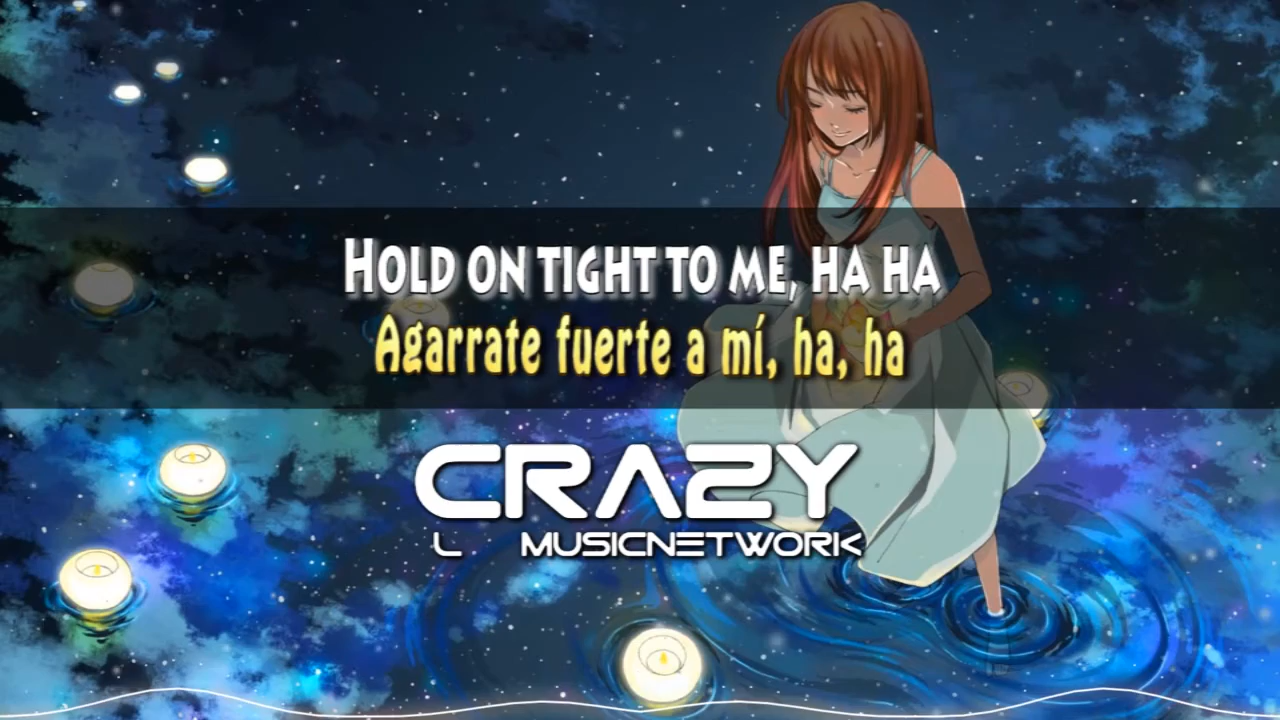 HOLD ON TIGHT TO ME, HA HA
Agarrate fuerte a mí, ha, ha
CRAZY
L MUSICNETWORK